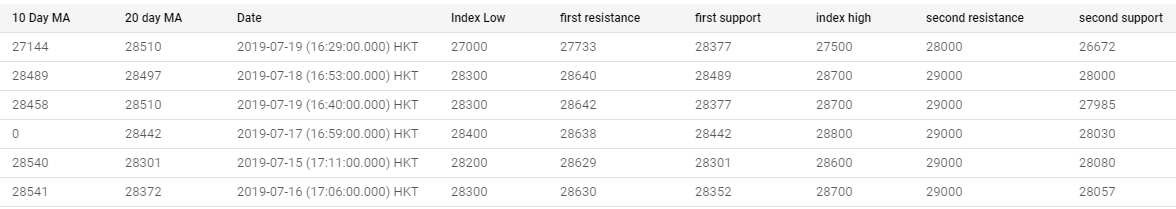 10 Day MA 20 day MA Date Index Low first resistance first support index high second resistance second support
27144 28510 2019-07-19 (16:29:00.000) HKT 27000 27733 28377 27500 28000 26672
28489 28497 2019-07-18 (16:53:00.000) HKT 28300 28640 28489 28700 29000 28000
28458 28510 2019-07-19 (16:40:00.000) HKT 28300 28642 28377 28700 29000 27985
0 28442 2019-07-17 (16:59:00.000) HKT 28400 28638 28442 28800 29000 28030
28540 28301 2019-07-15 (17:11:00.000) HKT 28200 28629 28301 28600 29000 28080
28541 28372 2019-07-16 (17:06:00.000) HKT 28300 28630 28352 28700 29000 28057